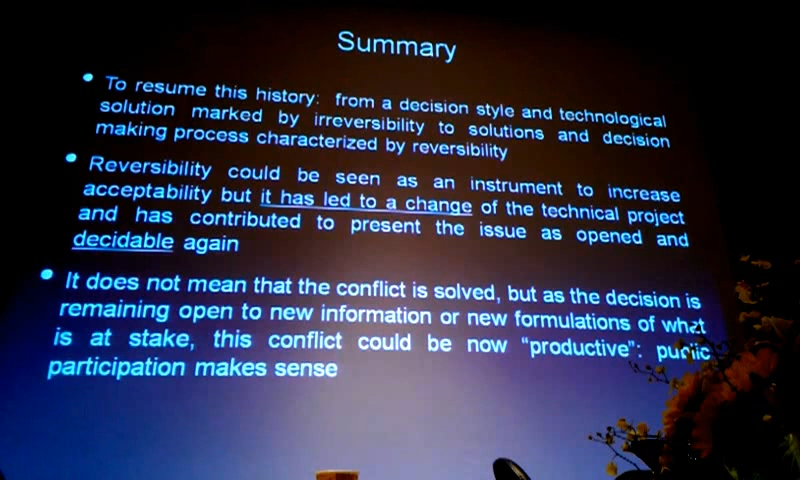 Summary
• To resume this history: from a decision style and technological
solution marked by irreversibility to solutions and decision
making process characterized by reversibility
• Reversibility could be seen as an instrument to increase
acceptability but it has led to a change of the technical project
and has contributed to present the issue as opened and
decidable again
• It does not mean that the conflict is solved, but as the decision is
remaining open to new information or new formulations of what
is at stake, this conflict could be now “productive”: public
participation makes sense